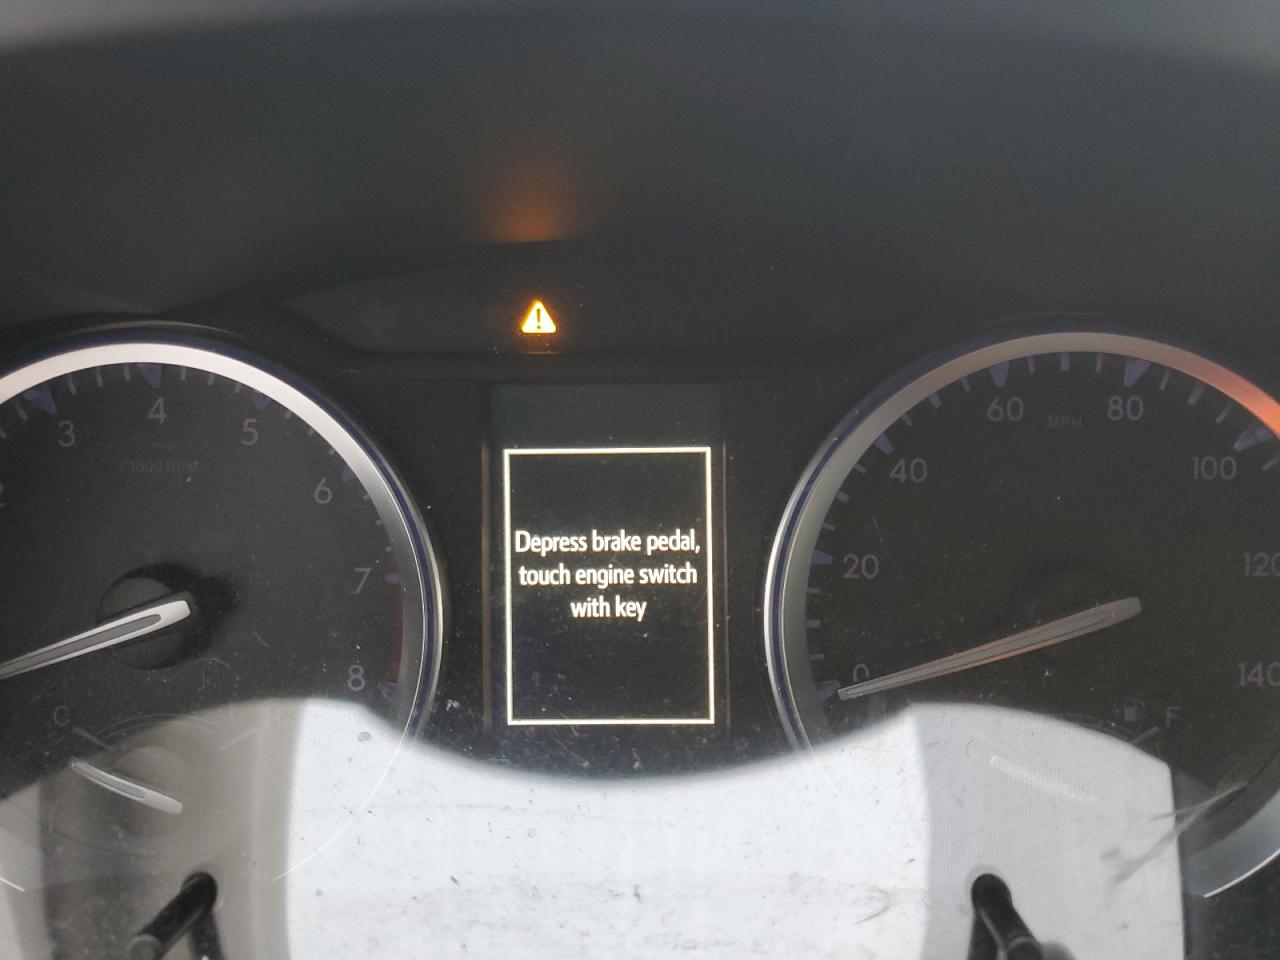 Depress brake pedal,
touch engine switch
with key
3
4
5
6
7
8
x1000 RPM
C
0
20
40
60
80
100
120
140
MPH
F